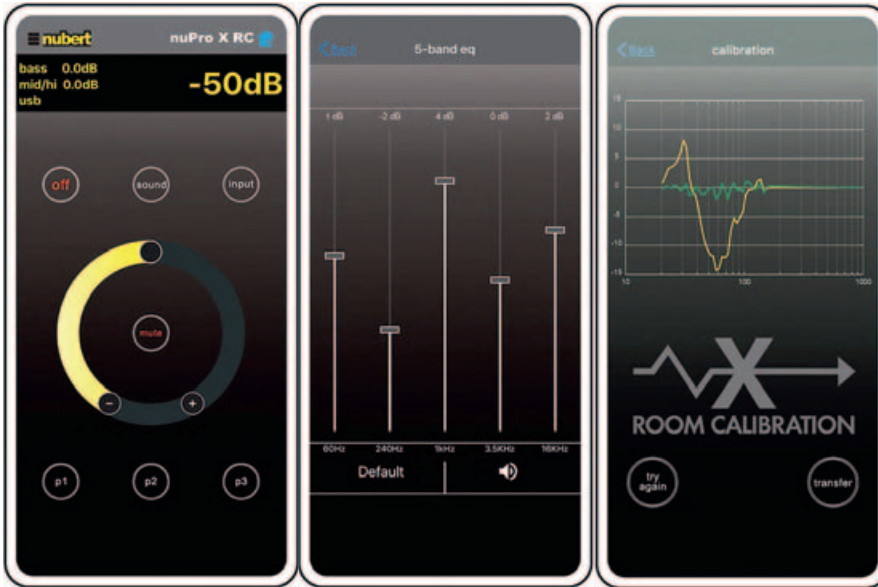 nubert nuPro X RC
bass 0.0dB
mid/hi 0.0dB
usb
-50dB
off sound input
mute
− +
p1 p2 p3
Back 5-band eq
1 dB -2 dB 4 dB 0 dB 2 dB
60Hz 240Hz 1kHz 3.5KHz 16KHz
Default
Back calibration
15
10
5
0
-5
-10
-15
10 100 1000
X
ROOM CALIBRATION
try
again
transfer